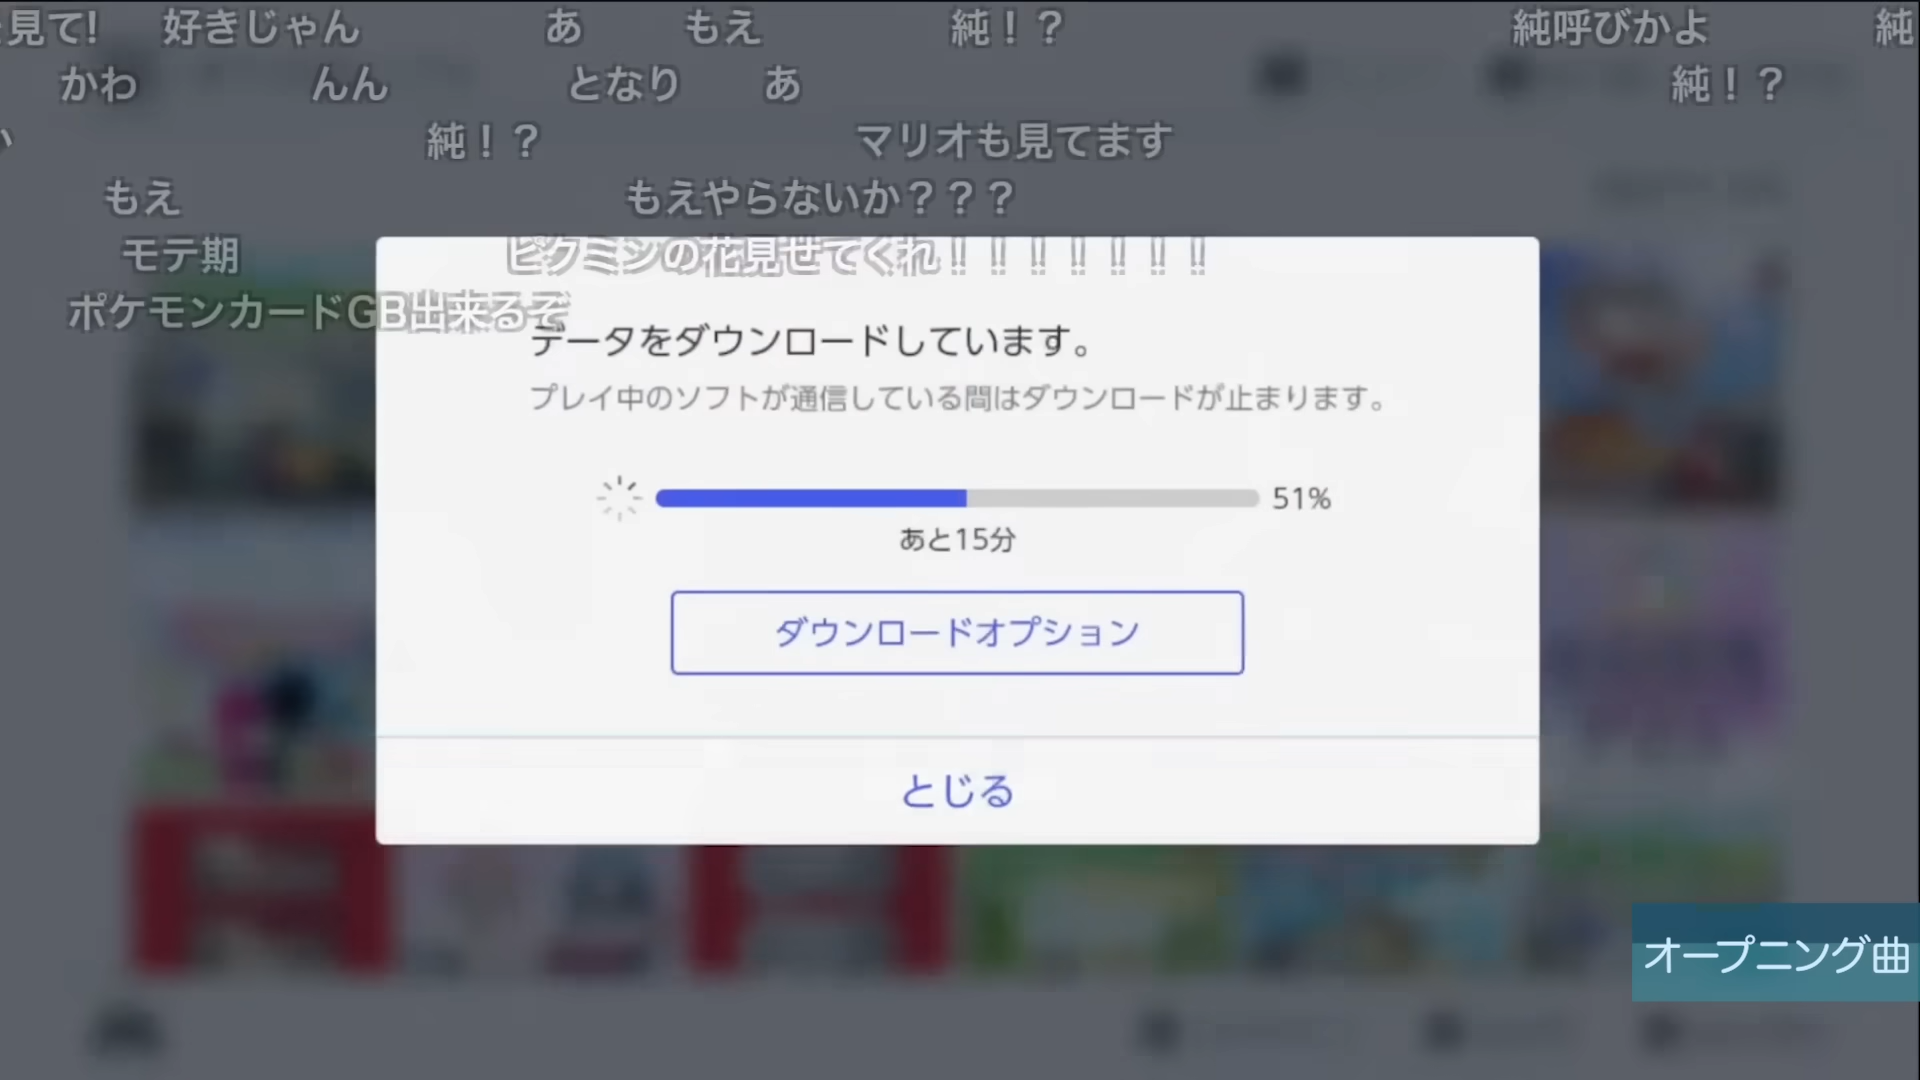 見て! 好きじゃん あ もえ 純！？ 純呼びかよ 純
かわ んん となり あ 純！？
純！？ マリオも見てます
もえ もえやらないか？？？
モテ期 ピクミンの花見せてくれ‼‼‼‼‼‼‼
ポケモンカードGB出来るぞ
データをダウンロードしています。
プレイ中のソフトが通信している間はダウンロードが止まります。
51%
あと15分
ダウンロードオプション
とじる
オープニング曲